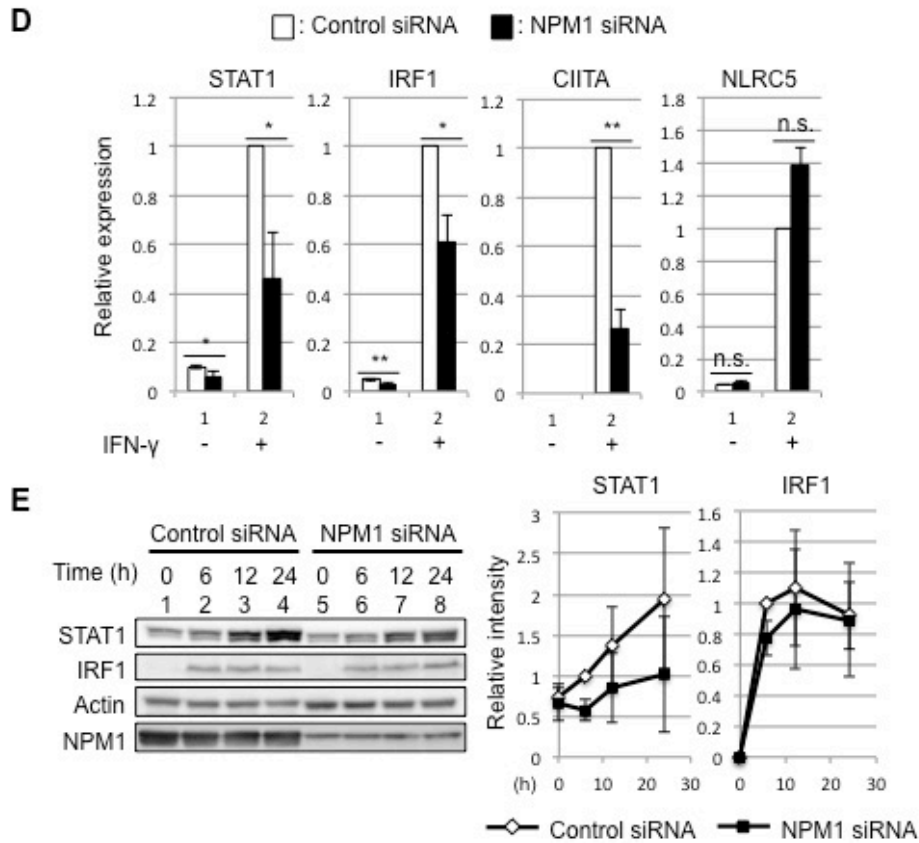 D
: Control siRNA : NPM1 siRNA
STAT1 IRF1 CIITA NLRC5
Relative expression
1.2
1
0.8
0.6
0.4
0.2
0
*
*
1 2
1.2
1
0.8
0.6
0.4
0.2
0
**
*
1 2
1.2
1
0.8
0.6
0.4
0.2
0
**
1 2
1.8
1.6
1.4
1.2
1
0.8
0.6
0.4
0.2
0
n.s.
n.s.
1 2
IFN-γ - + - + - + - +
E
Control siRNA NPM1 siRNA
Time (h) 0 6 12 24 0 6 12 24
1 2 3 4 5 6 7 8
STAT1
IRF1
Actin
NPM1
STAT1 IRF1
Relative intensity
3
2.5
2
1.5
1
0.5
0
(h) 0 10 20 30
1.6
1.4
1.2
1
0.8
0.6
0.4
0.2
0
0 10 20 30
Control siRNA NPM1 siRNA